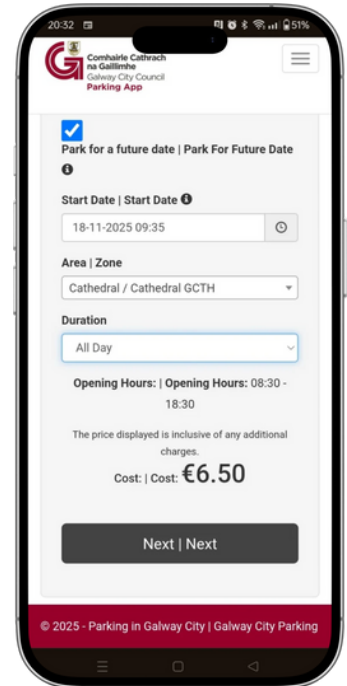 20:32 51%
Comhairle Cathrach
na Gaillimhe
Galway City Council
Parking App
Park for a future date | Park For Future Date
Start Date | Start Date
18-11-2025 09:35
Area | Zone
Cathedral / Cathedral GCTH
Duration
All Day
Opening Hours: | Opening Hours: 08:30 -
18:30
The price displayed is inclusive of any additional
charges.
Cost: | Cost: €6.50
Next | Next
© 2025 - Parking in Galway City | Galway City Parking